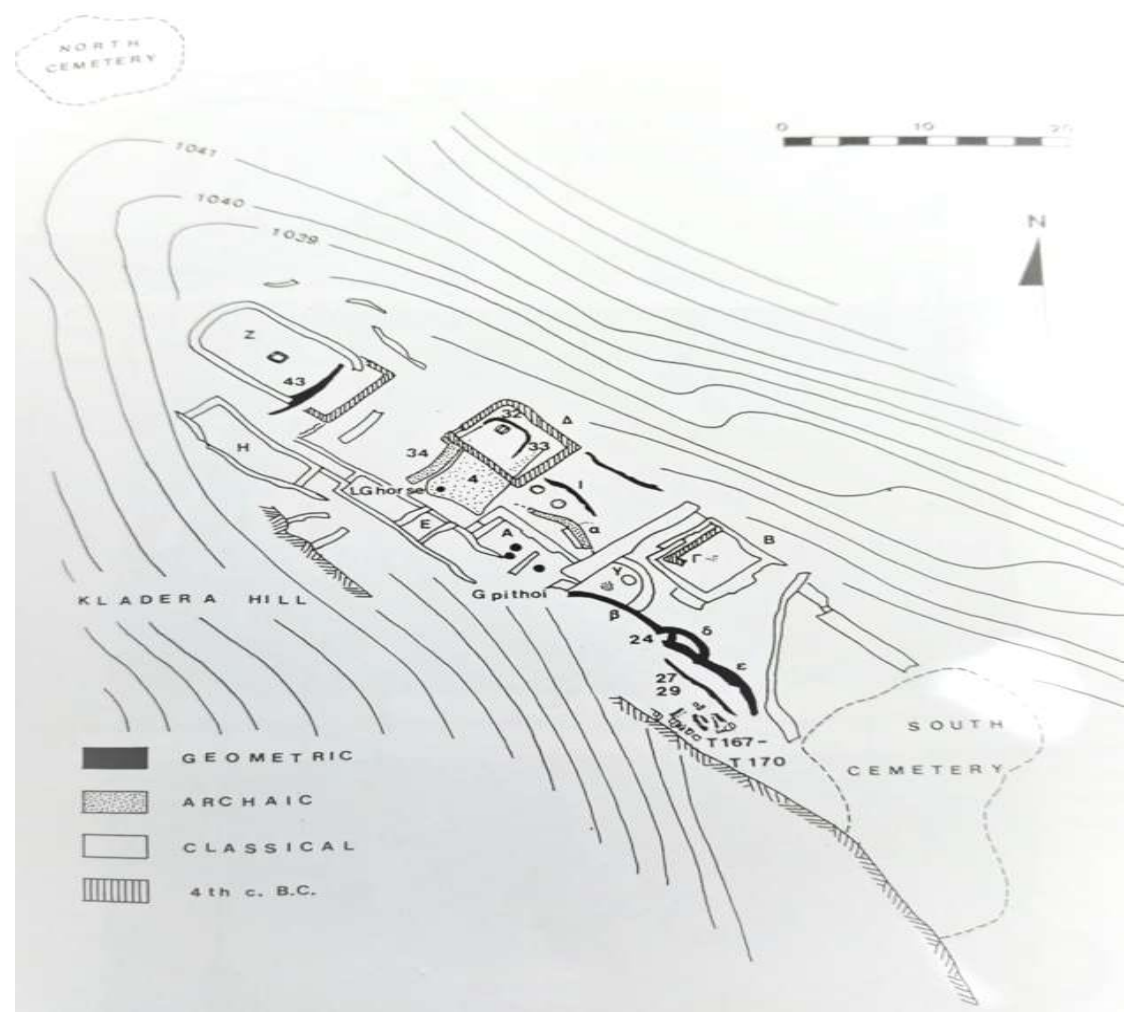 NORTH
CEMETERY
0 10 20
1041
1040
1039
N
Z
43
32
Δ
33
34
H
4
LG horse
I
α
E
A
B
Γ
γ
G pithoi
β
δ
24
ε
KLADERA HILL
27
29
T167-
T170
SOUTH
CEMETERY
GEOMETRIC
ARCHAIC
CLASSICAL
4th c. B.C.